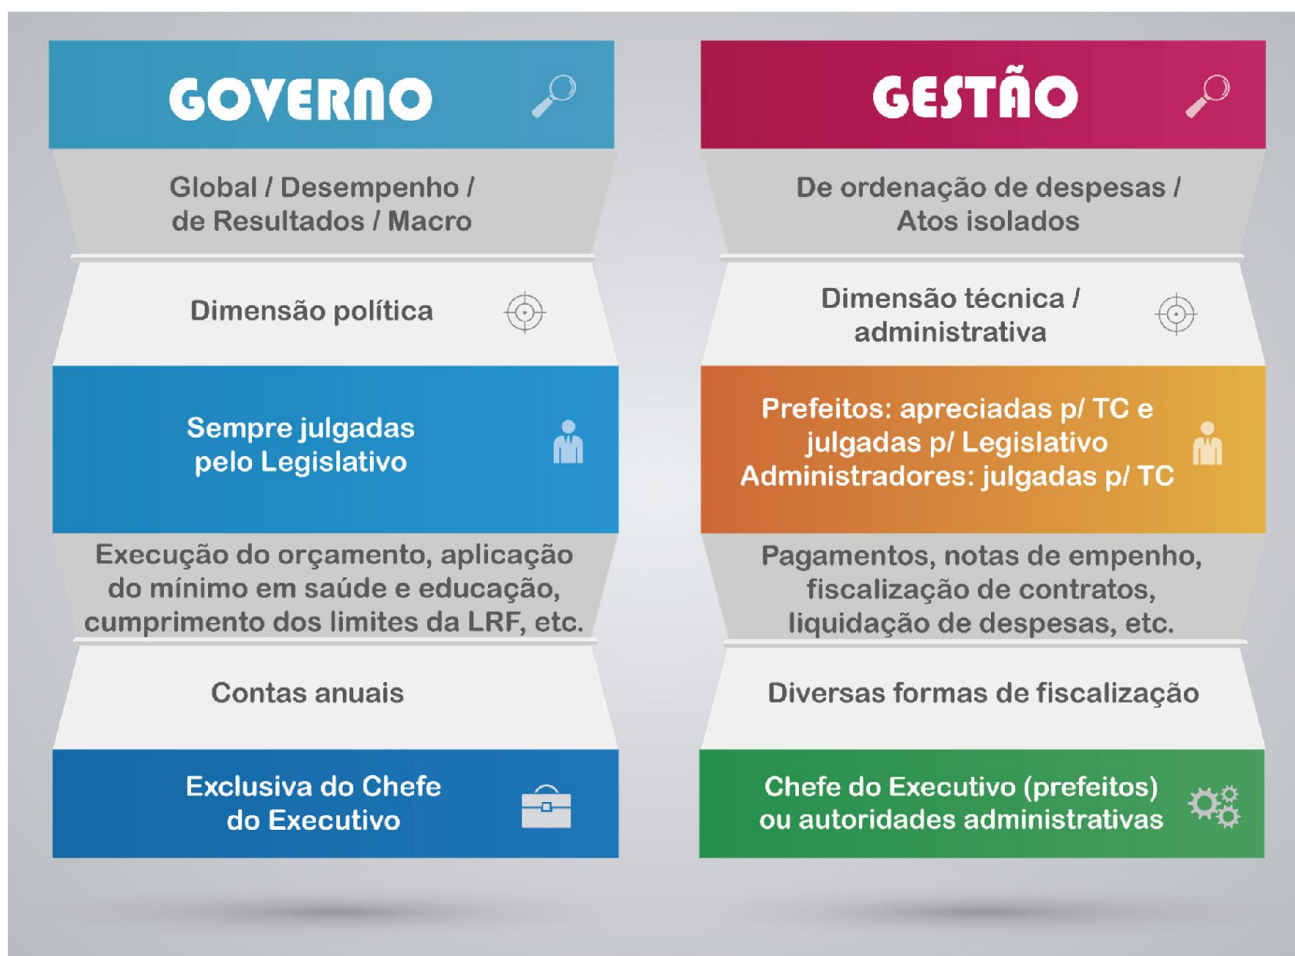 GOVERNO
Global / Desempenho /
de Resultados / Macro
Dimensão política
Sempre julgadas
pelo Legislativo
Execução do orçamento, aplicação
do mínimo em saúde e educação,
cumprimento dos limites da LRF, etc.
Contas anuais
Exclusiva do Chefe
do Executivo
GESTÃO
De ordenação de despesas /
Atos isolados
Dimensão técnica /
administrativa
Prefeitos: apreciadas p/ TC e
julgadas p/ Legislativo
Administradores: julgadas p/ TC
Pagamentos, notas de empenho,
fiscalização de contratos,
liquidação de despesas, etc.
Diversas formas de fiscalização
Chefe do Executivo (prefeitos)
ou autoridades administrativas